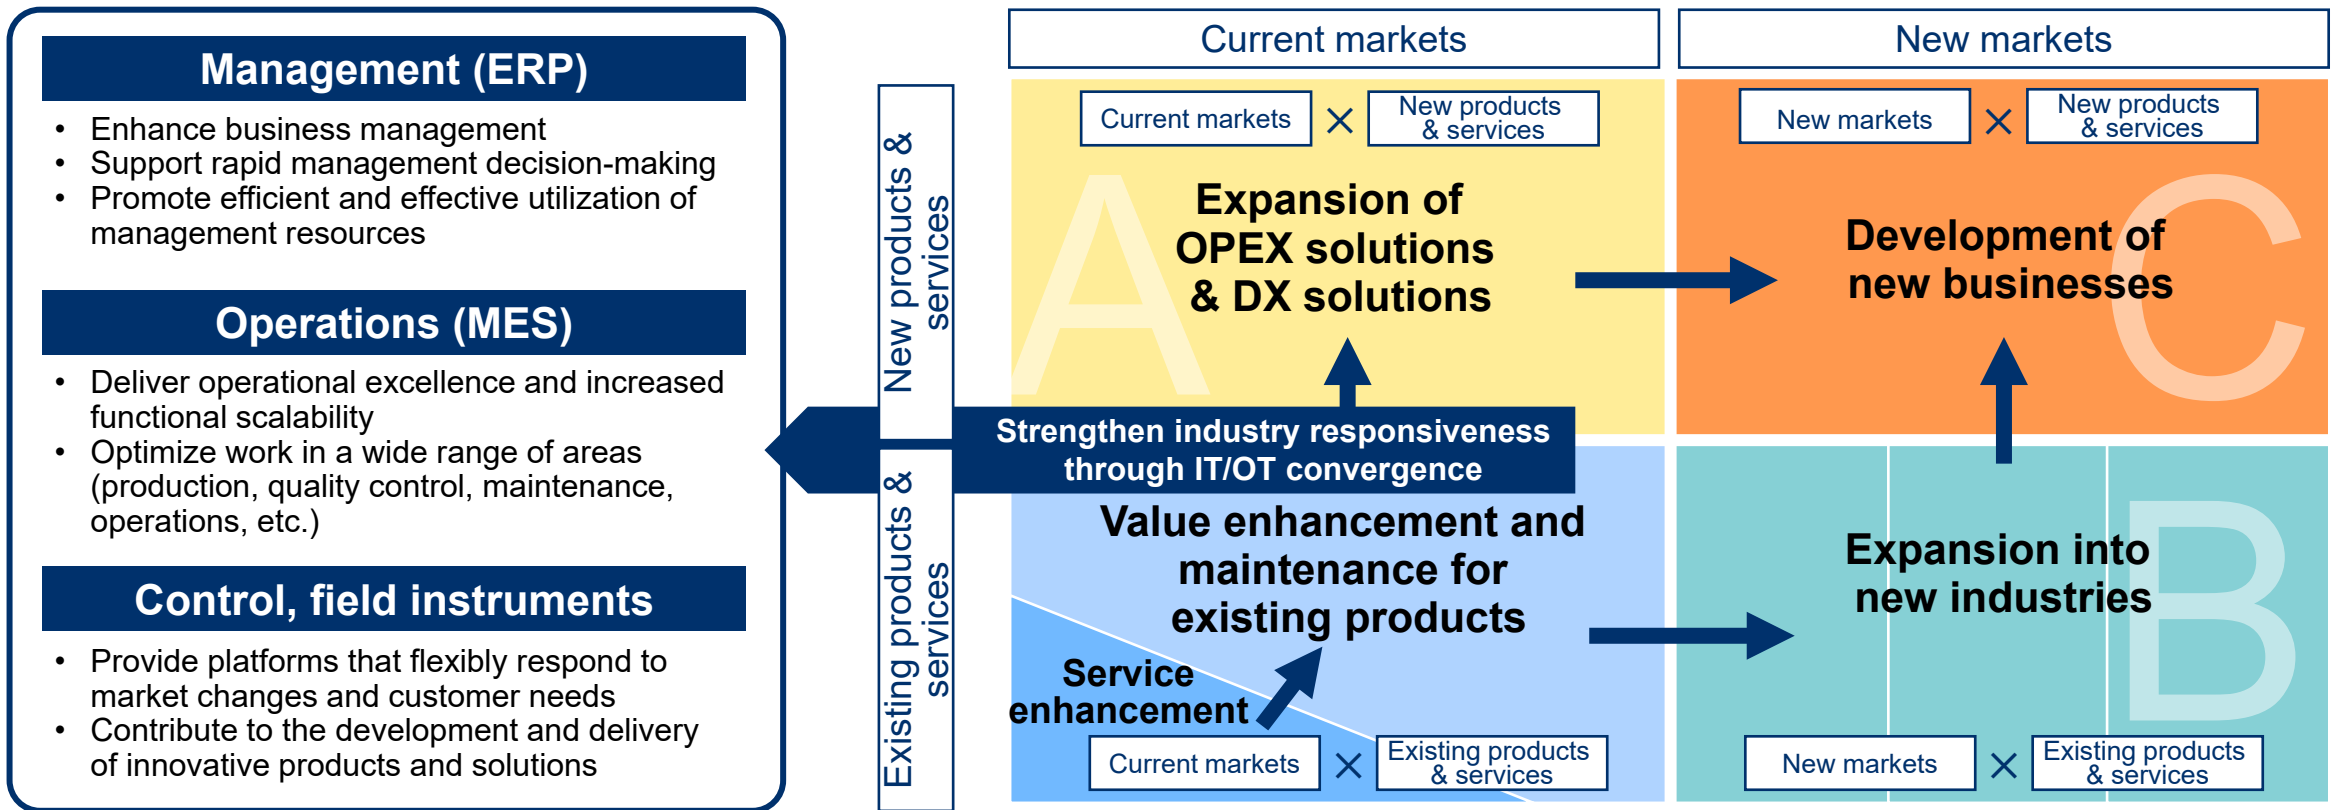 Management (ERP)
• Enhance business management
• Support rapid management decision-making
• Promote efficient and effective utilization of
management resources
Operations (MES)
• Deliver operational excellence and increased
functional scalability
• Optimize work in a wide range of areas
(production, quality control, maintenance,
operations, etc.)
Control, field instruments
• Provide platforms that flexibly respond to
market changes and customer needs
• Contribute to the development and delivery
of innovative products and solutions
Current markets
New markets
New products &
services
Existing products &
services
A
Current markets × New products
& services
Expansion of
OPEX solutions
& DX solutions
C
New markets × New products
& services
Development of
new businesses
Strengthen industry responsiveness
through IT/OT convergence
Value enhancement and
maintenance for
existing products
Service
enhancement
Current markets × Existing products
& services
B
Expansion into
new industries
New markets × Existing products
& services